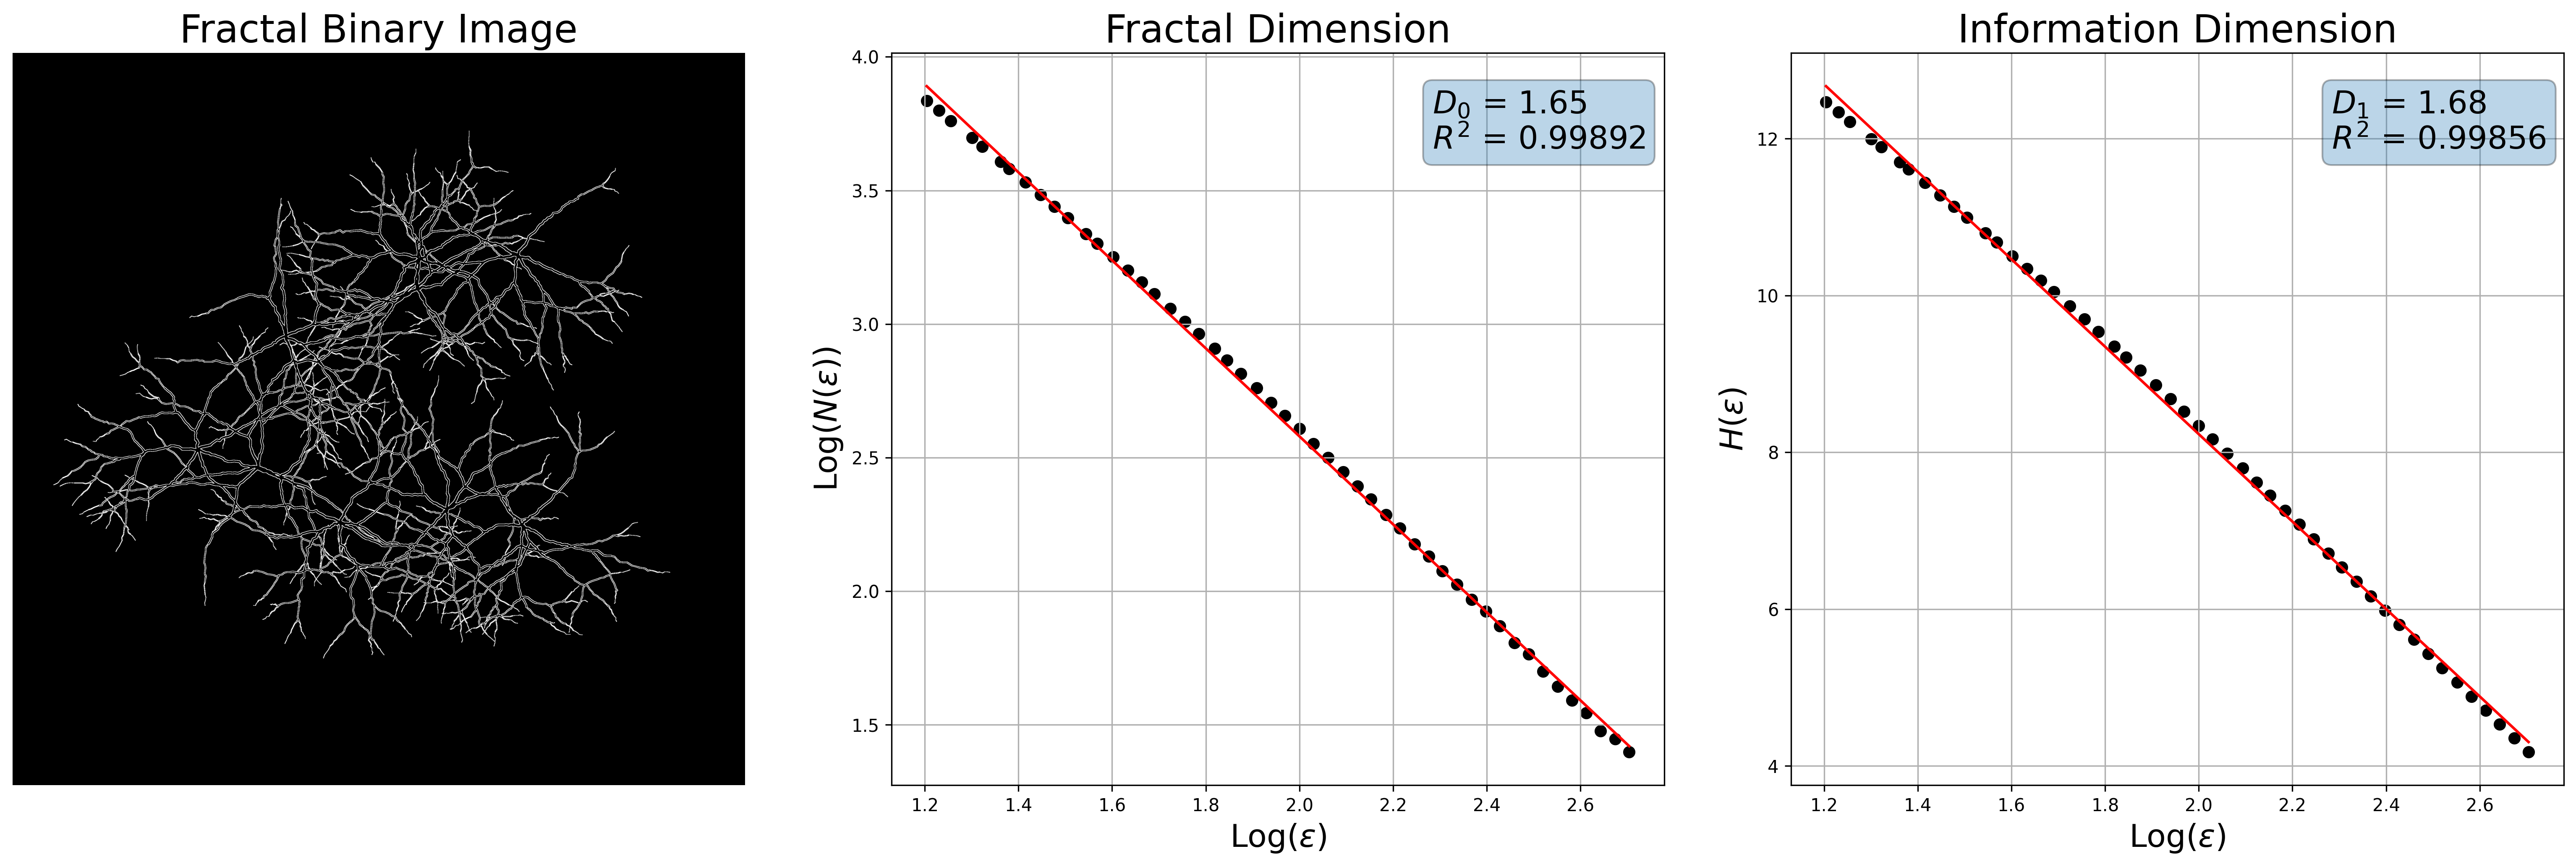 Fractal Binary Image
Fractal Dimension
4.0
3.5
3.0
2.5
2.0
1.5
Log(N(ε))
D₀ = 1.65
R² = 0.99892
1.2 1.4 1.6 1.8 2.0 2.2 2.4 2.6
Log(ε)
Information Dimension
12
10
8
6
4
H(ε)
D₁ = 1.68
R² = 0.99856
1.2 1.4 1.6 1.8 2.0 2.2 2.4 2.6
Log(ε)